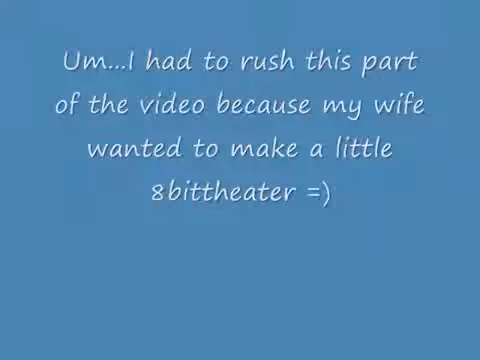 Um...I had to rush this part
of the video because my wife
wanted to make a little
8bittheater =)